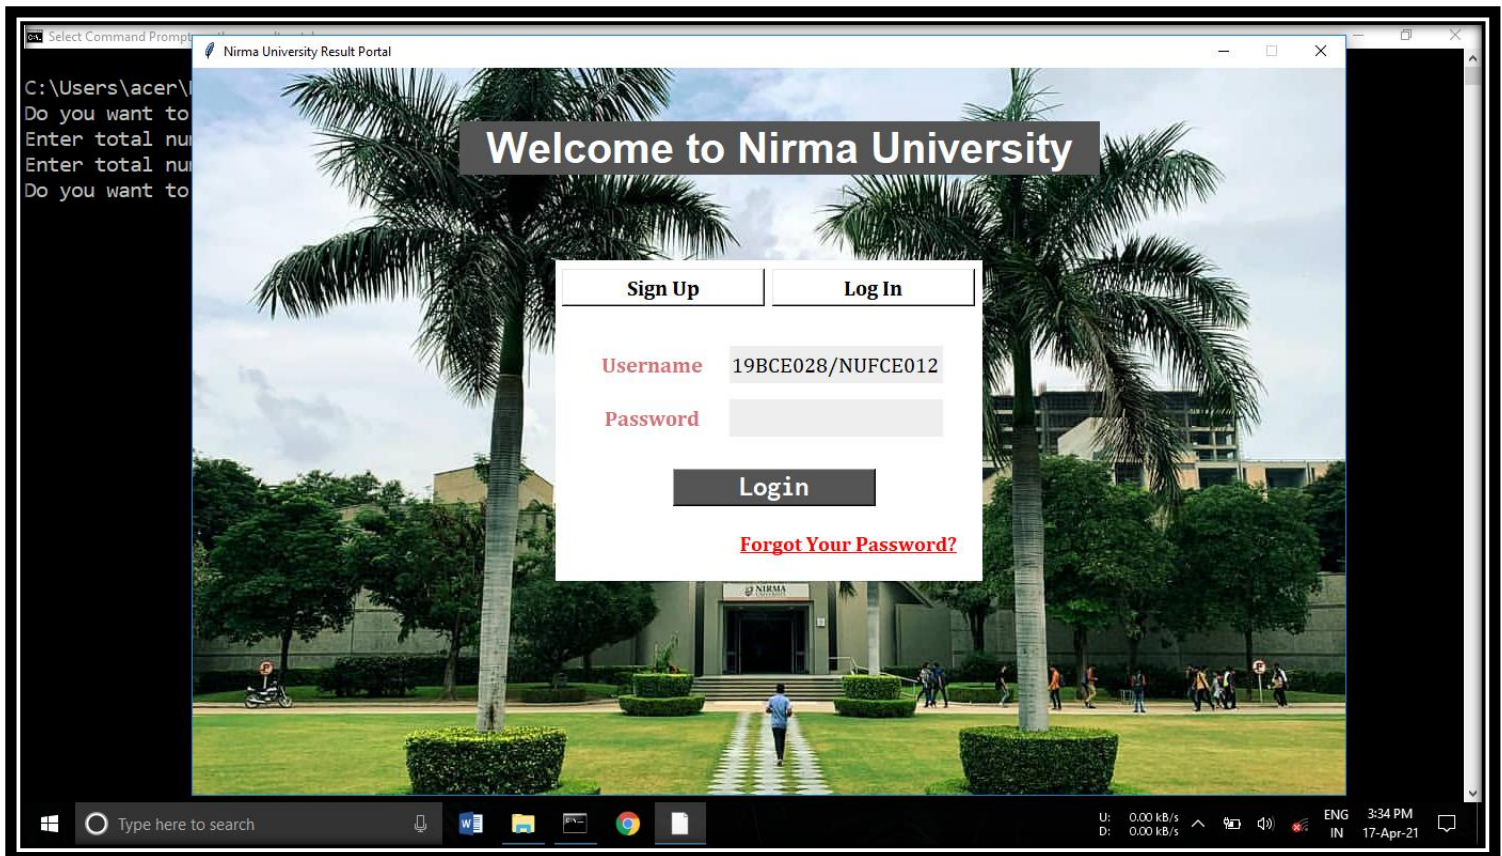 Select Command Prompt
Nirma University Result Portal
C:\Users\acer\
Do you want to
Enter total
Enter total
Do you want to
Welcome to Nirma University
Sign Up
Log In
Username
19BCE028/NUFCE012
Password
Login
Forgot Your Password?
NIRMA
UNIVERSITY
Type here to search
U: 0.00 kB/s
D: 0.00 kB/s
ENG
IN
3:34 PM
17-Apr-21